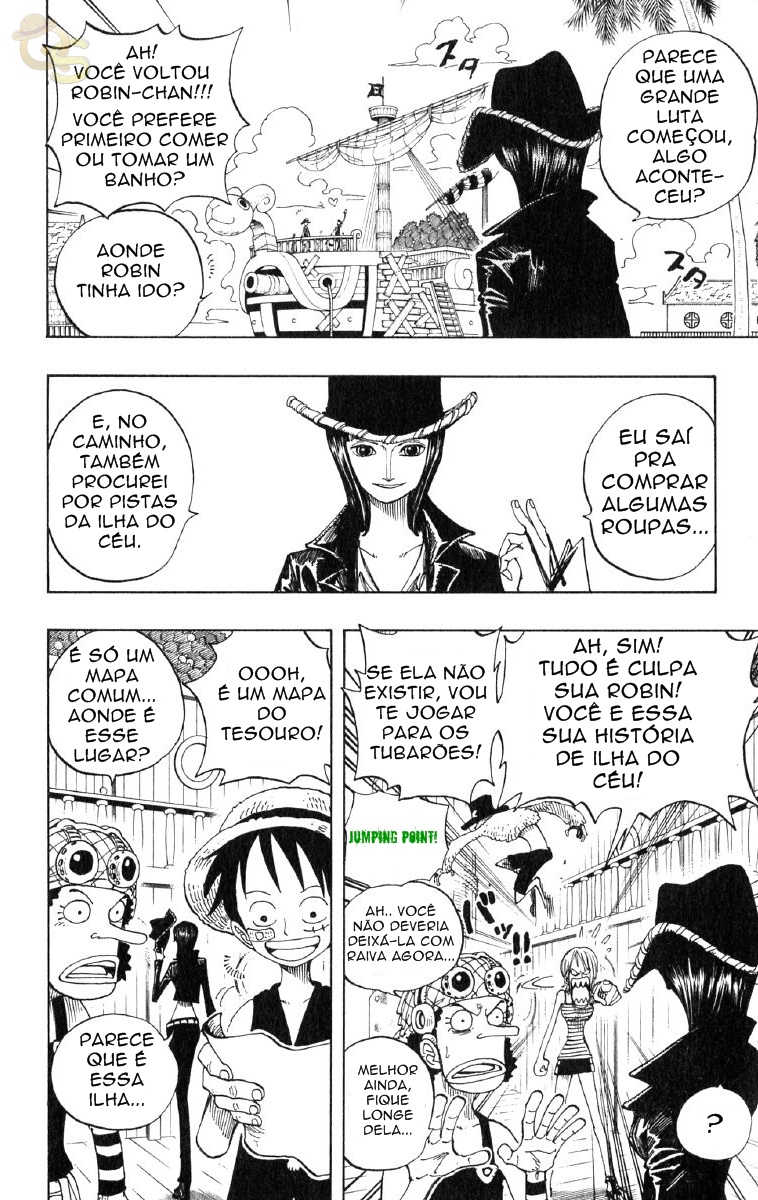 PARECE
QUE UMA
GRANDE
LUTA
COMEÇOU,
ALGO
ACONTE-
CEU?
ズタ
AH!
VOCÊ VOLTOU
ROBIN-CHAN!!!
VOCÊ PREFERE
PRIMEIRO COMER
OU TOMAR UM
BANHO?
AONDE
ROBIN
TINHA IDO?
ズタ
EU SAÍ
PRA
COMPRAR
ALGUMAS
ROUPAS...
E, NO
CAMINHO,
TAMBÉM
PROCUREI
POR PISTAS
DA ILHA DO
CÉU.
AH, SIM!
TUDO É CULPA
SUA ROBIN!
VOCÊ E ESSA
SUA HISTÓRIA
DE ILHA DO
CÉU!
SE ELA NÃO
EXISTIR, VOU
TE JOGAR
PARA OS
TUBARÕES!
JUMPING POINT!
AH.. VOCÊ
NÃO DEVERIA
DEIXÁ-LA COM
RAIVA AGORA...
!!
MELHOR
AINDA,
FIQUE
LONGE
DELA...
?
OOOH,
É UM MAPA
DO
TESOURO!
É SÓ UM
MAPA
COMUM...
AONDE É
ESSE
LUGAR?
PARECE
QUE É
ESSA
ILHA...